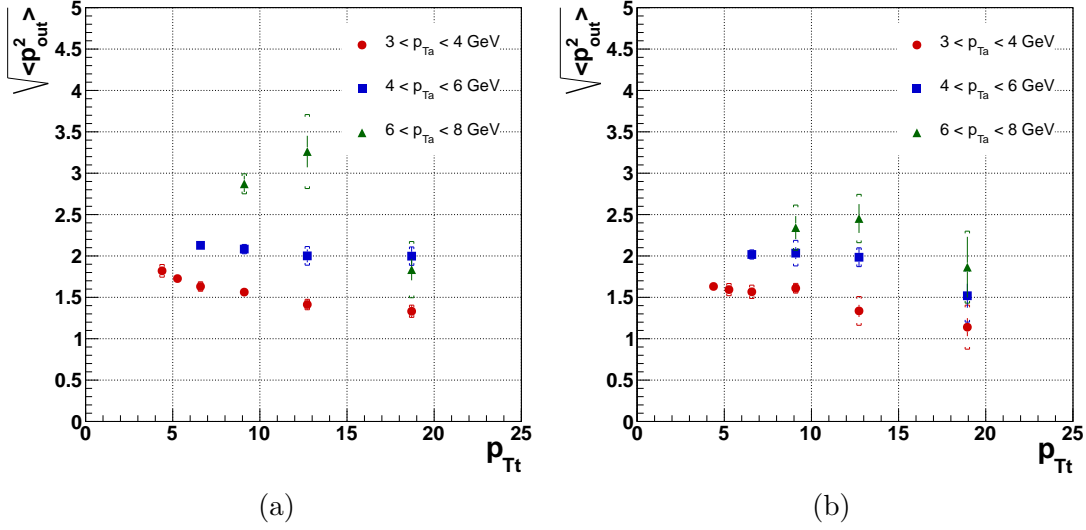 √<p²out>
5
4.5
4
3.5
3
2.5
2
1.5
1
0.5
0
0 5 10 15 20 25
pTt
3 < pTa < 4 GeV
4 < pTa < 6 GeV
6 < pTa < 8 GeV
(a)
√<p²out>
5
4.5
4
3.5
3
2.5
2
1.5
1
0.5
0
0 5 10 15 20 25
pTt
3 < pTa < 4 GeV
4 < pTa < 6 GeV
6 < pTa < 8 GeV
(b)